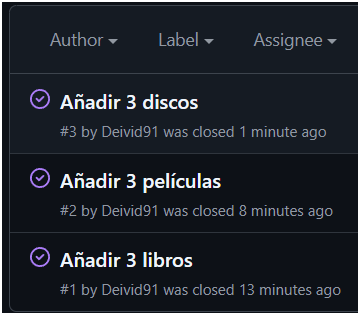 Author Label Assignee
Añadir 3 discos
#3 by Deivid91 was closed 1 minute ago
Añadir 3 películas
#2 by Deivid91 was closed 8 minutes ago
Añadir 3 libros
#1 by Deivid91 was closed 13 minutes ago